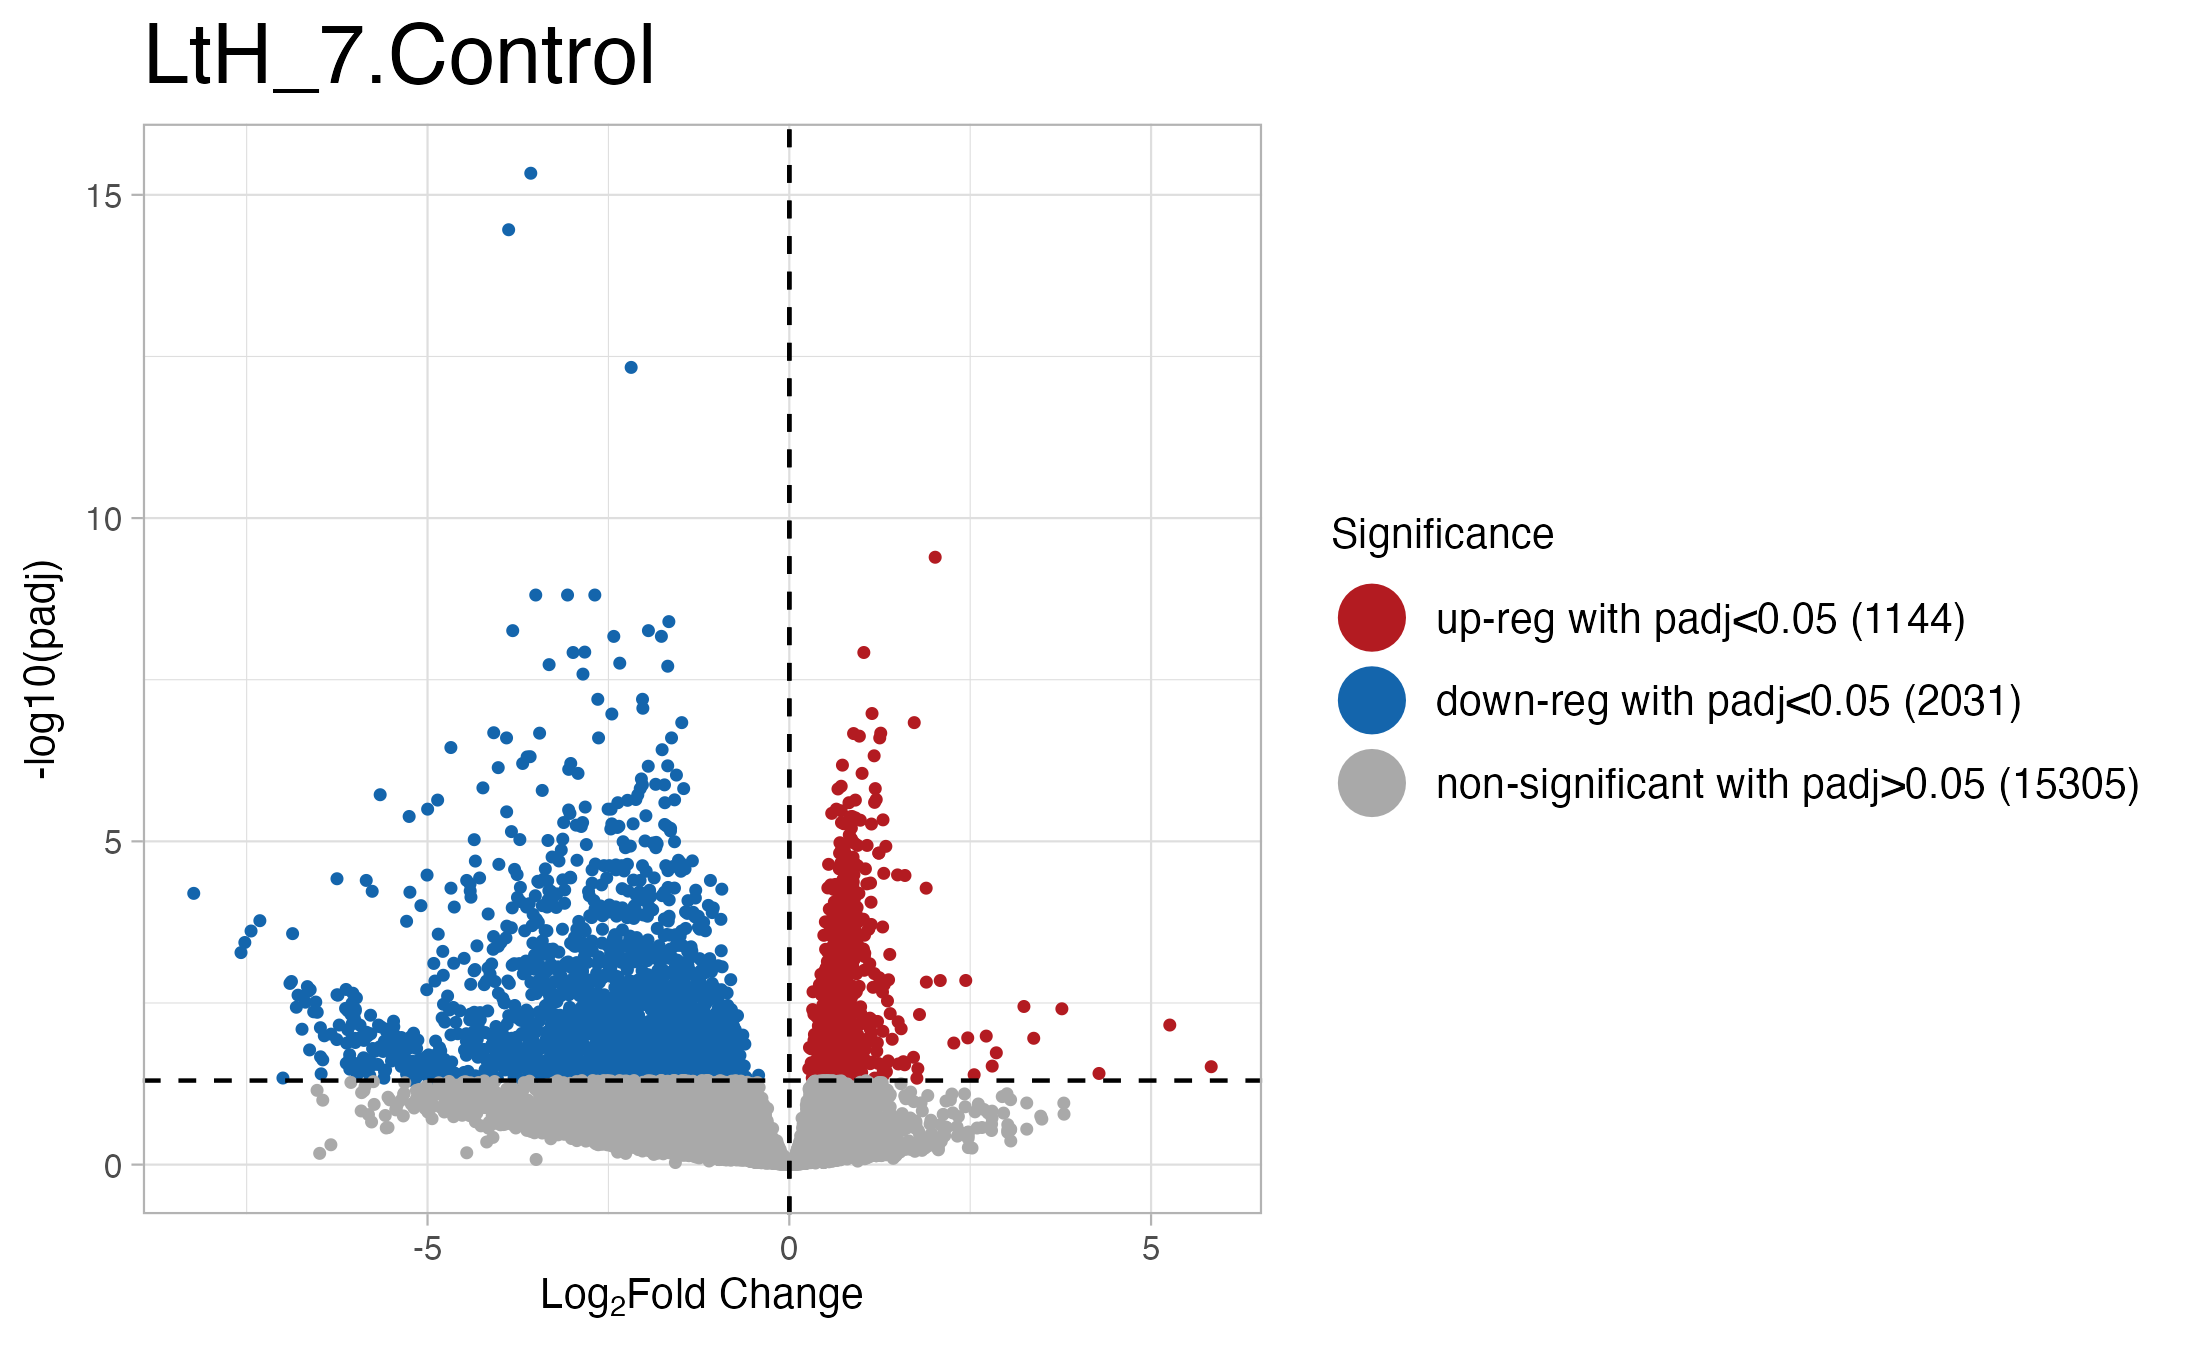 LtH_7.Control
15
10
5
0
-log10(padj)
-5
0
5
Log₂Fold Change
Significance
up-reg with padj<0.05 (1144)
down-reg with padj<0.05 (2031)
non-significant with padj>0.05 (15305)